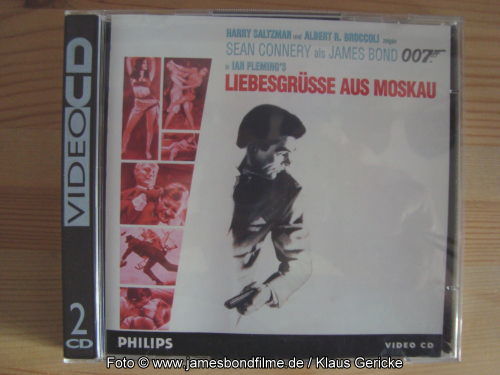 HARRY SALTZMAN und ALBERT R. BROCCOLI zeigen
SEAN CONNERY als JAMES BOND 007
in IAN FLEMING'S
LIEBESGRÜSSE AUS MOSKAU
VIDEO CD
2
CD
PHILIPS
VIDEO CD
Foto © www.jamesbondfilme.de / Klaus Gericke